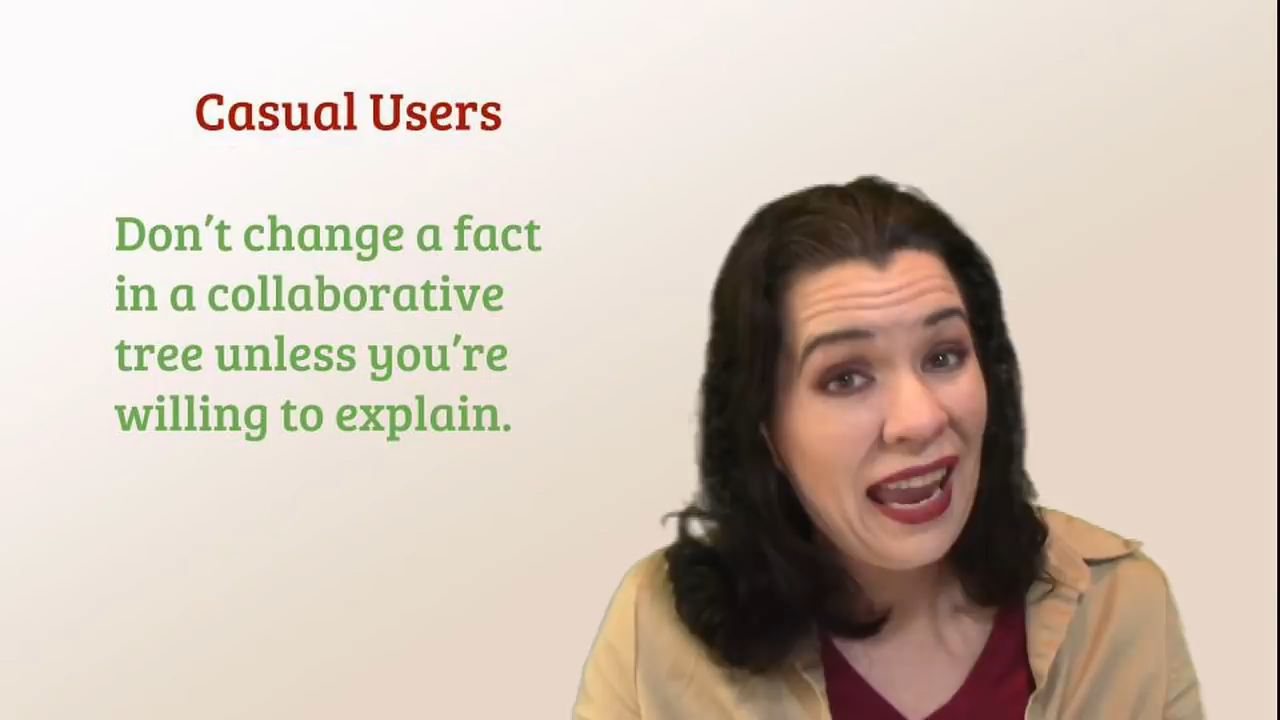 Casual Users
Don't change a fact
in a collaborative
tree unless you're
willing to explain.